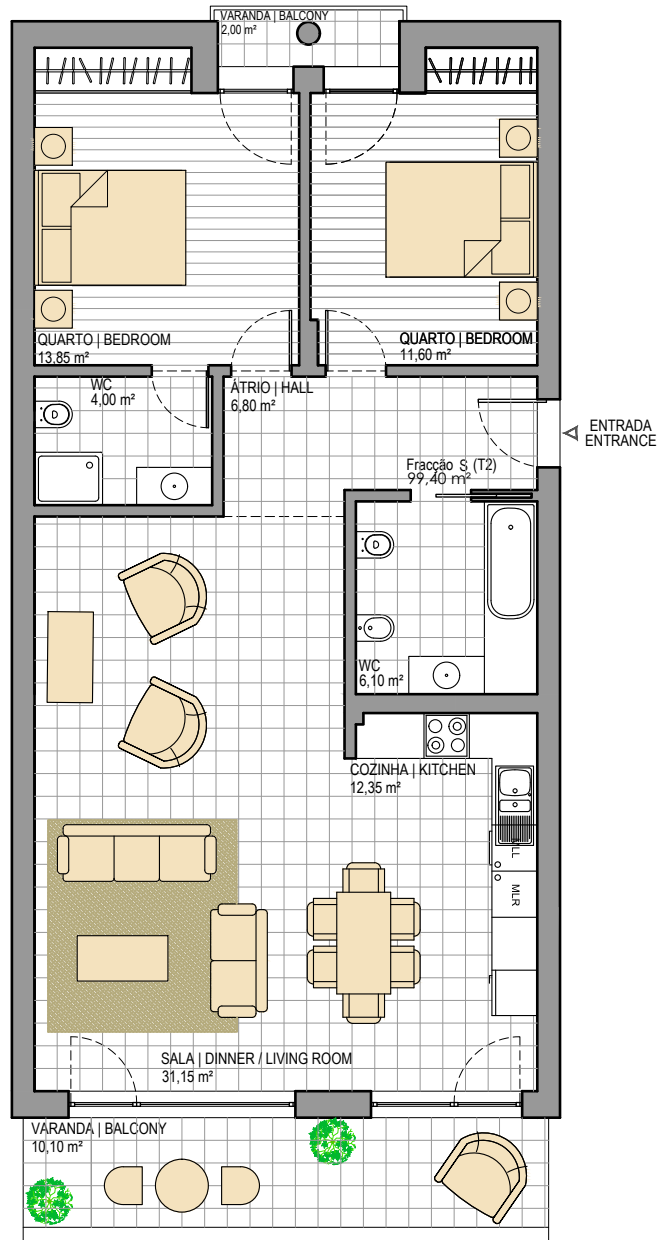 VARANDA | BALCONY
2,00 m²
QUARTO | BEDROOM
13,85 m²
QUARTO | BEDROOM
11,60 m²
WC
4,00 m²
ÁTRIO | HALL
6,80 m²
ENTRADA
ENTRANCE
Fracção S (T2)
99,40 m²
WC
6,10 m²
COZINHA | KITCHEN
12,35 m²
MLL
MLR
SALA | DINNER / LIVING ROOM
31,15 m²
VARANDA | BALCONY
10,10 m²